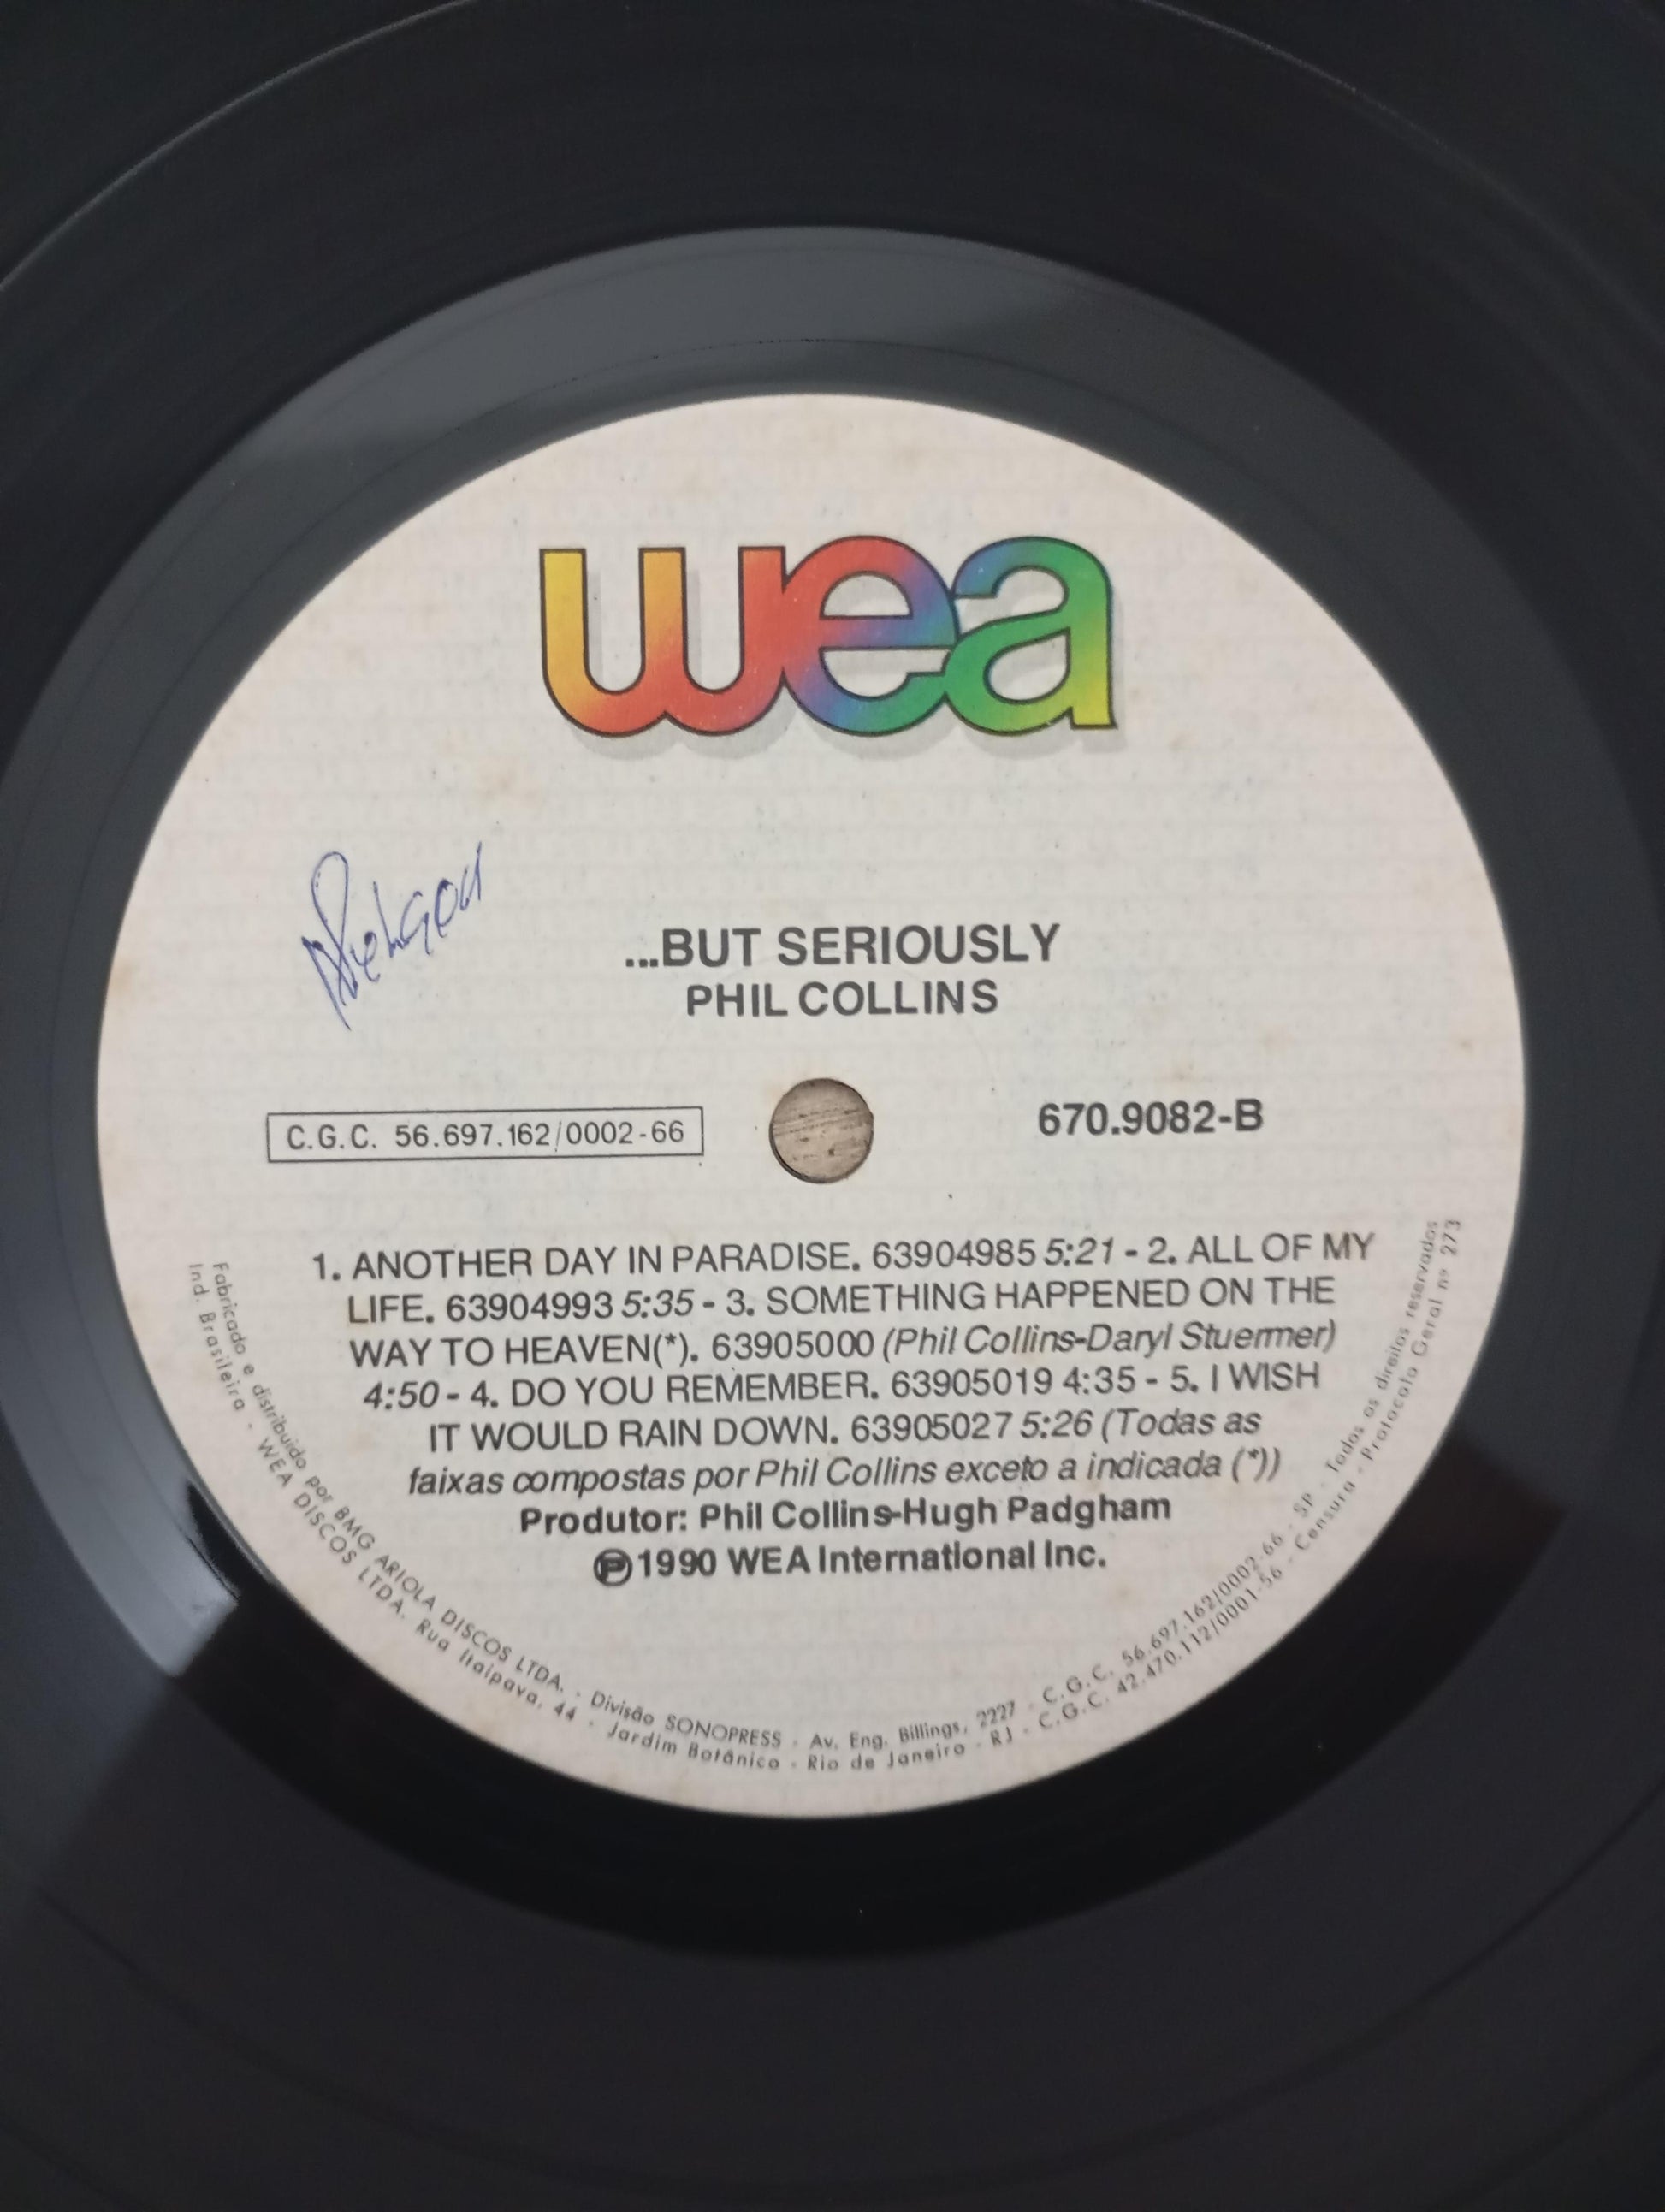 wea
...BUT SERIOUSLY
PHIL COLLINS
C.G.C. 56.697.162/0002-66
670.9082-B
1. ANOTHER DAY IN PARADISE. 63904985 5:21 - 2. ALL OF MY
LIFE. 63904993 5:35 - 3. SOMETHING HAPPENED ON THE
WAY TO HEAVEN(*). 63905000 (Phil Collins-Daryl Stuermer)
4:50 - 4. DO YOU REMEMBER. 63905019 4:35 - 5. I WISH
IT WOULD RAIN DOWN. 63905027 5:26 (Todas as
faixas compostas por Phil Collins exceto a indicada (*))
Produtor: Phil Collins-Hugh Padgham
℗1990 WEA International Inc.
Fabricado e distribuido por BMG ARIOLA DISCOS LTDA. - Divisão SONOPRESS - Av. Eng. Billings, 2227 - C.G.C. 56.697.162/0002-66 - SP - Todos os direitos reservados
Ind. Brasileira - WEA DISCOS LTDA. Rua Itaipava, 44 - Jardim Botânico - Rio de Janeiro - RJ - C.G.C. 42.470.112/0001-56 - Censura - Protocolo Geral nº 273